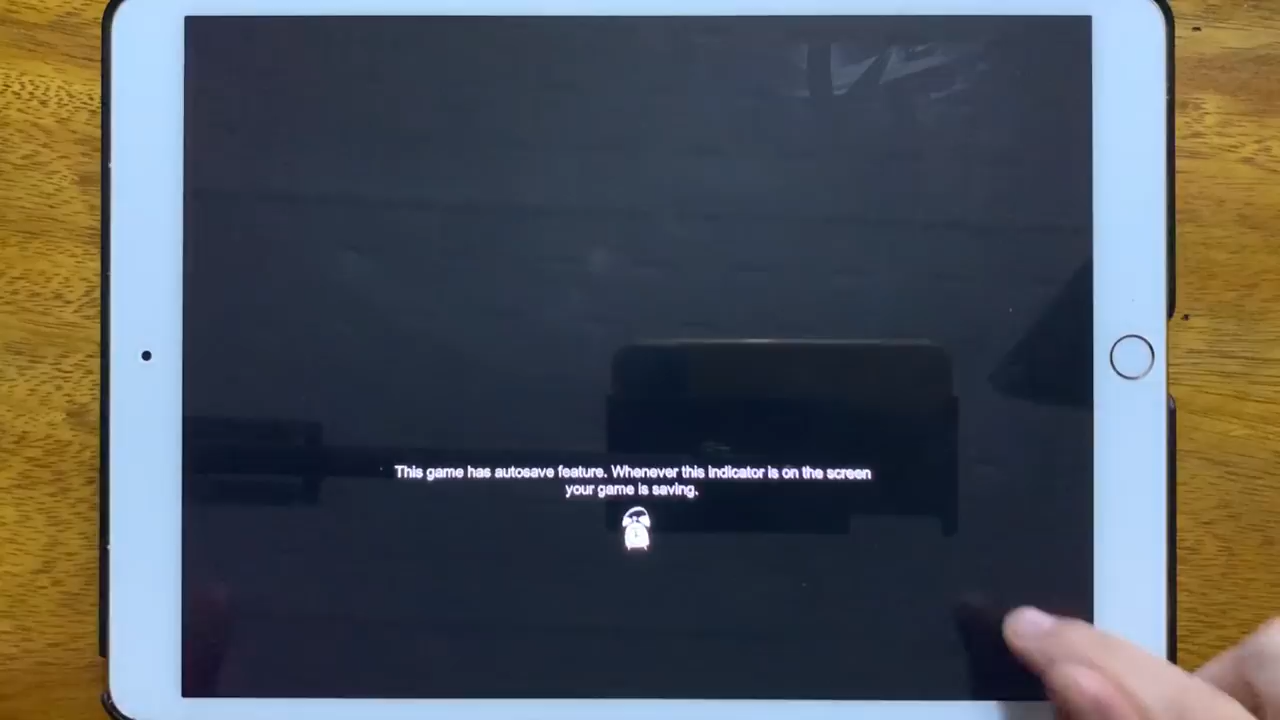 This game has autosave feature. Whenever this indicator is on the screen
your game is saving.